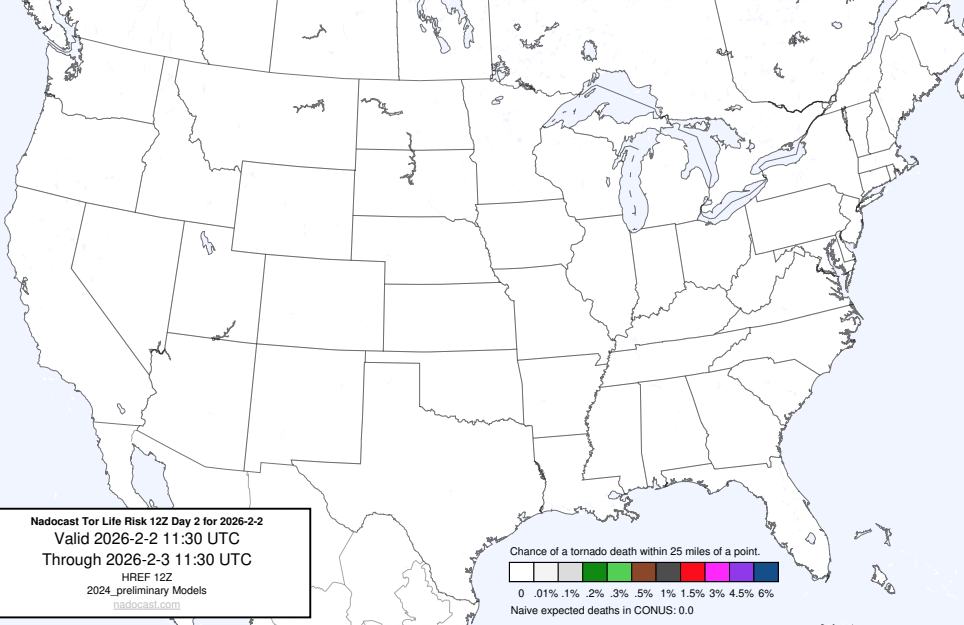 Nadocast Tor Life Risk 12Z Day 2 for 2026-2-2
Valid 2026-2-2 11:30 UTC
Through 2026-2-3 11:30 UTC
HREF 12Z
2024_preliminary Models
nadocast.com
Chance of a tornado death within 25 miles of a point.
0 .01% .1% .2% .3% .5% 1% 1.5% 3% 4.5% 6%
Naive expected deaths in CONUS: 0.0